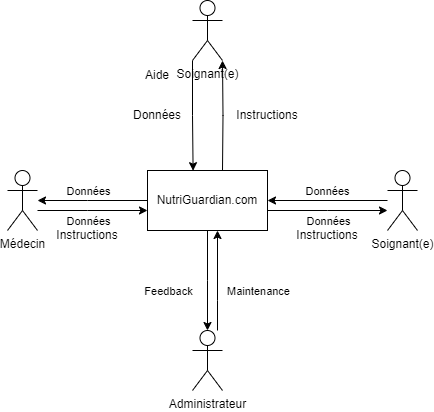 Aide Soignant(e)
Données
Instructions
Données
NutriGuardian.com
Données
Médecin
Données
Instructions
Données
Instructions
Soignant(e)
Feedback
Maintenance
Administrateur